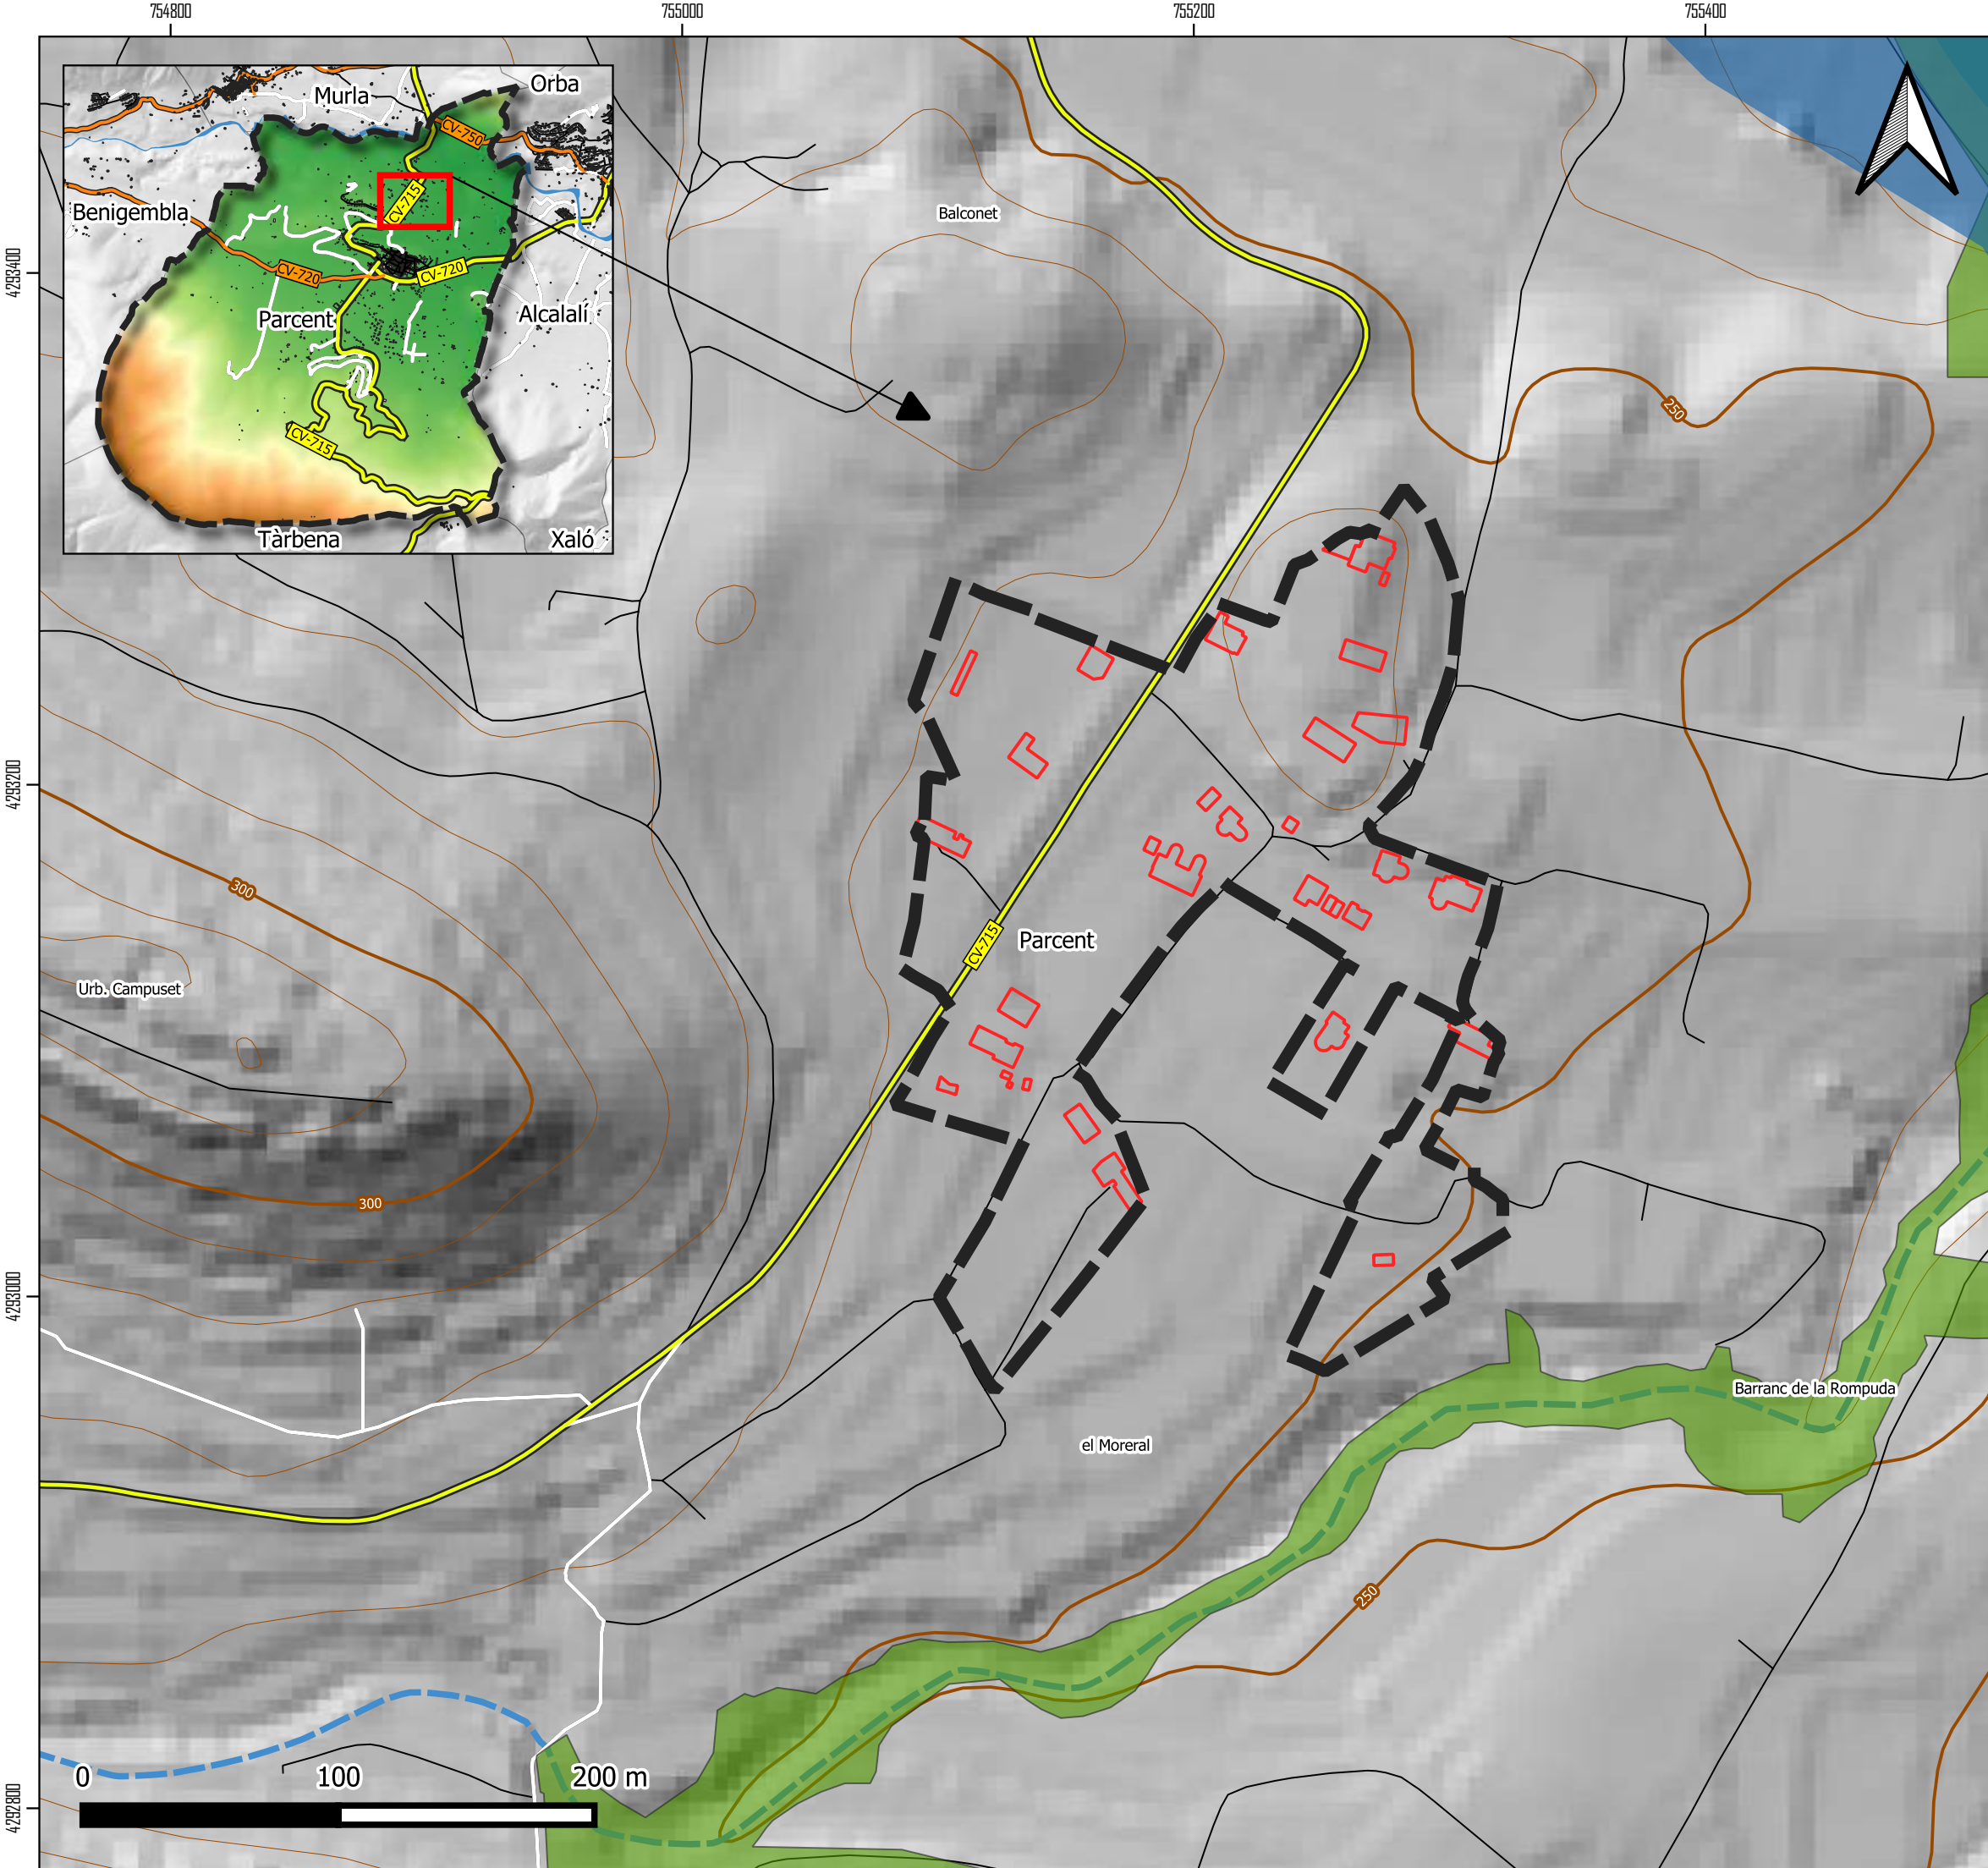 754800
755000
755200
755400
4293400
4293200
4293000
4292800
Orba
Murla
CV-750
Benigembla
CV-715
CV-720
CV-720
Parcent
Alcalalí
CV-715
Tàrbena
Xaló
Balconet
250
300
CV-715
Parcent
Urb. Campuset
300
Barranc de la Rompuda
el Moreral
250
0
100
200 m